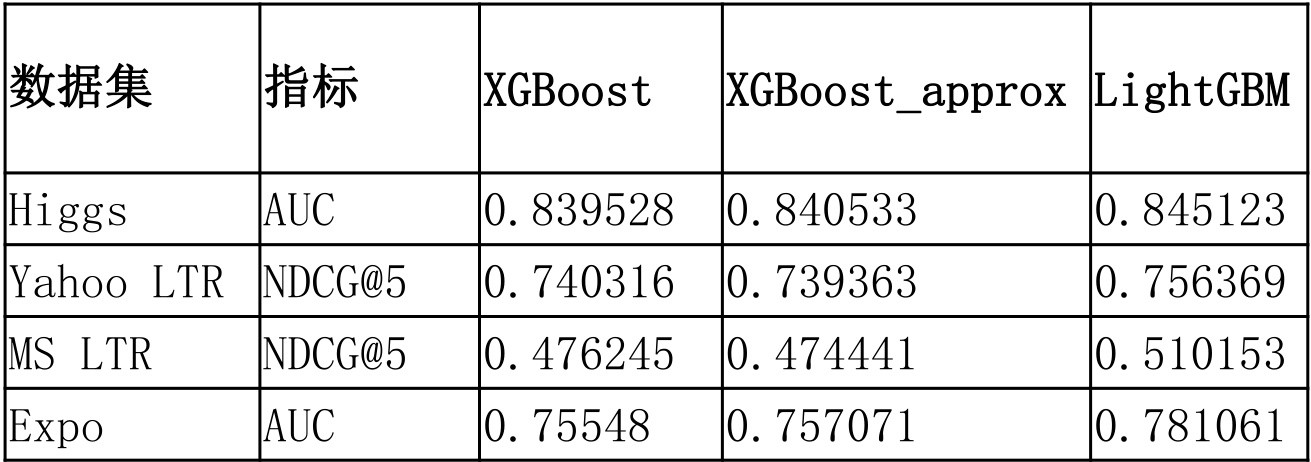 数据集 指标 XGBoost XGBoost_approx LightGBM
Higgs AUC 0.839528 0.840533 0.845123
Yahoo LTR NDCG@5 0.740316 0.739363 0.756369
MS LTR NDCG@5 0.476245 0.474441 0.510153
Expo AUC 0.75548 0.757071 0.781061